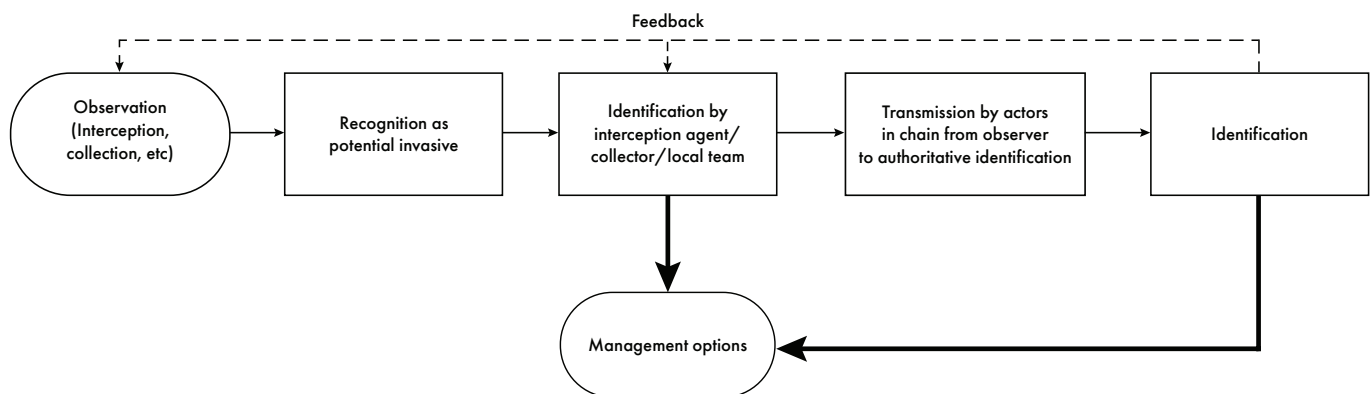 Feedback
Observation
(Interception,
collection, etc)
Recognition as
potential invasive
Identification by
interception agent/
collector/local team
Transmission by actors
in chain from observer
to authoritative identification
Identification
Management options